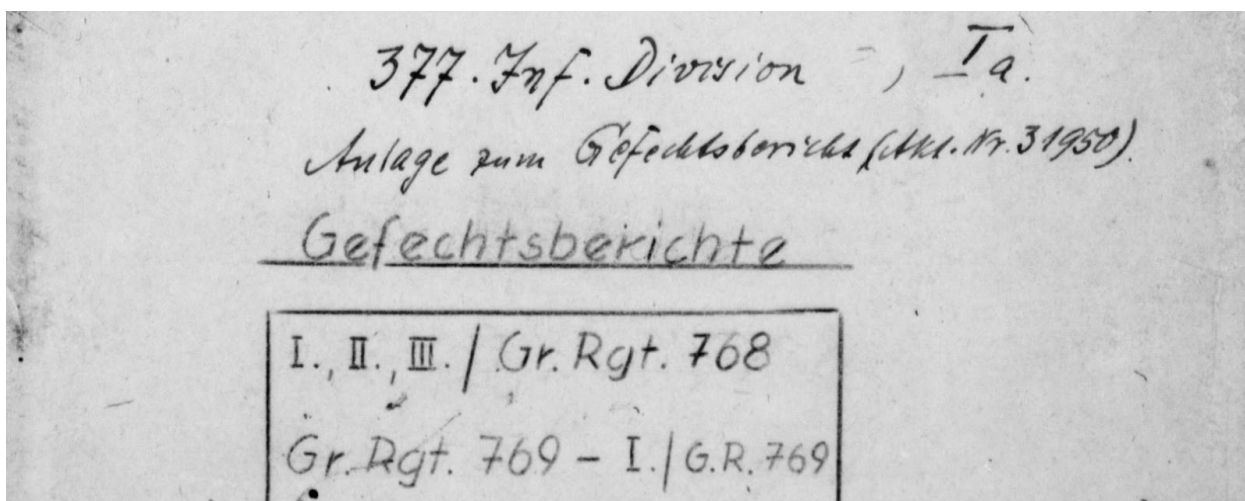 377. Inf. Division , Ia.
Anlage zum Gefechtsbericht (Akt. Nr. 31950).
Gefechtsberichte
I., II., III. / Gr. Rgt. 768
Gr. Rgt. 769 – I. / G.R. 769